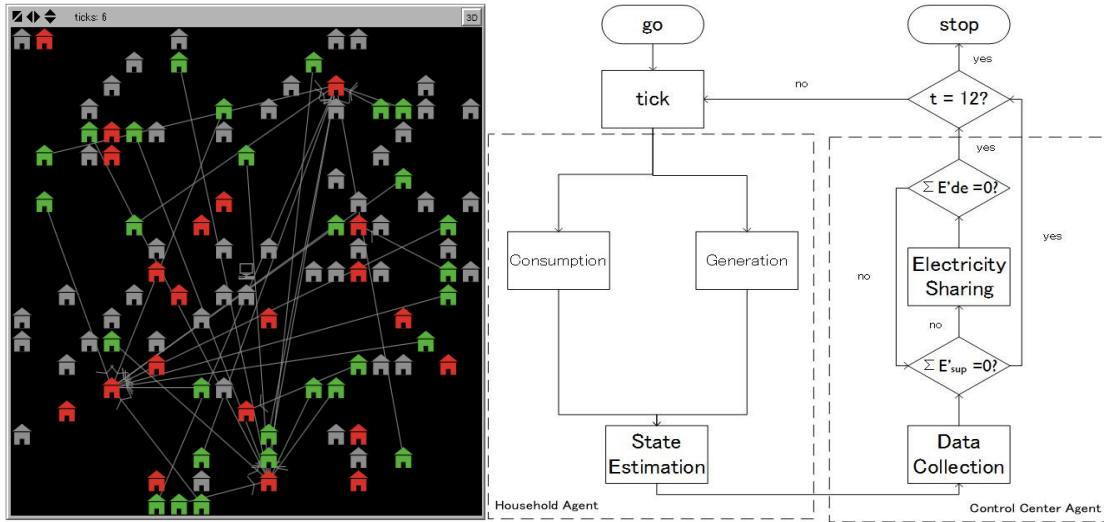 ticks: 6
3D
go
stop
yes
no
tick
t = 12?
yes
Σ E'de =0?
yes
Consumption
Generation
no
Electricity
Sharing
no
Σ E'sup =0?
State
Estimation
Data
Collection
Household Agent
Control Center Agent